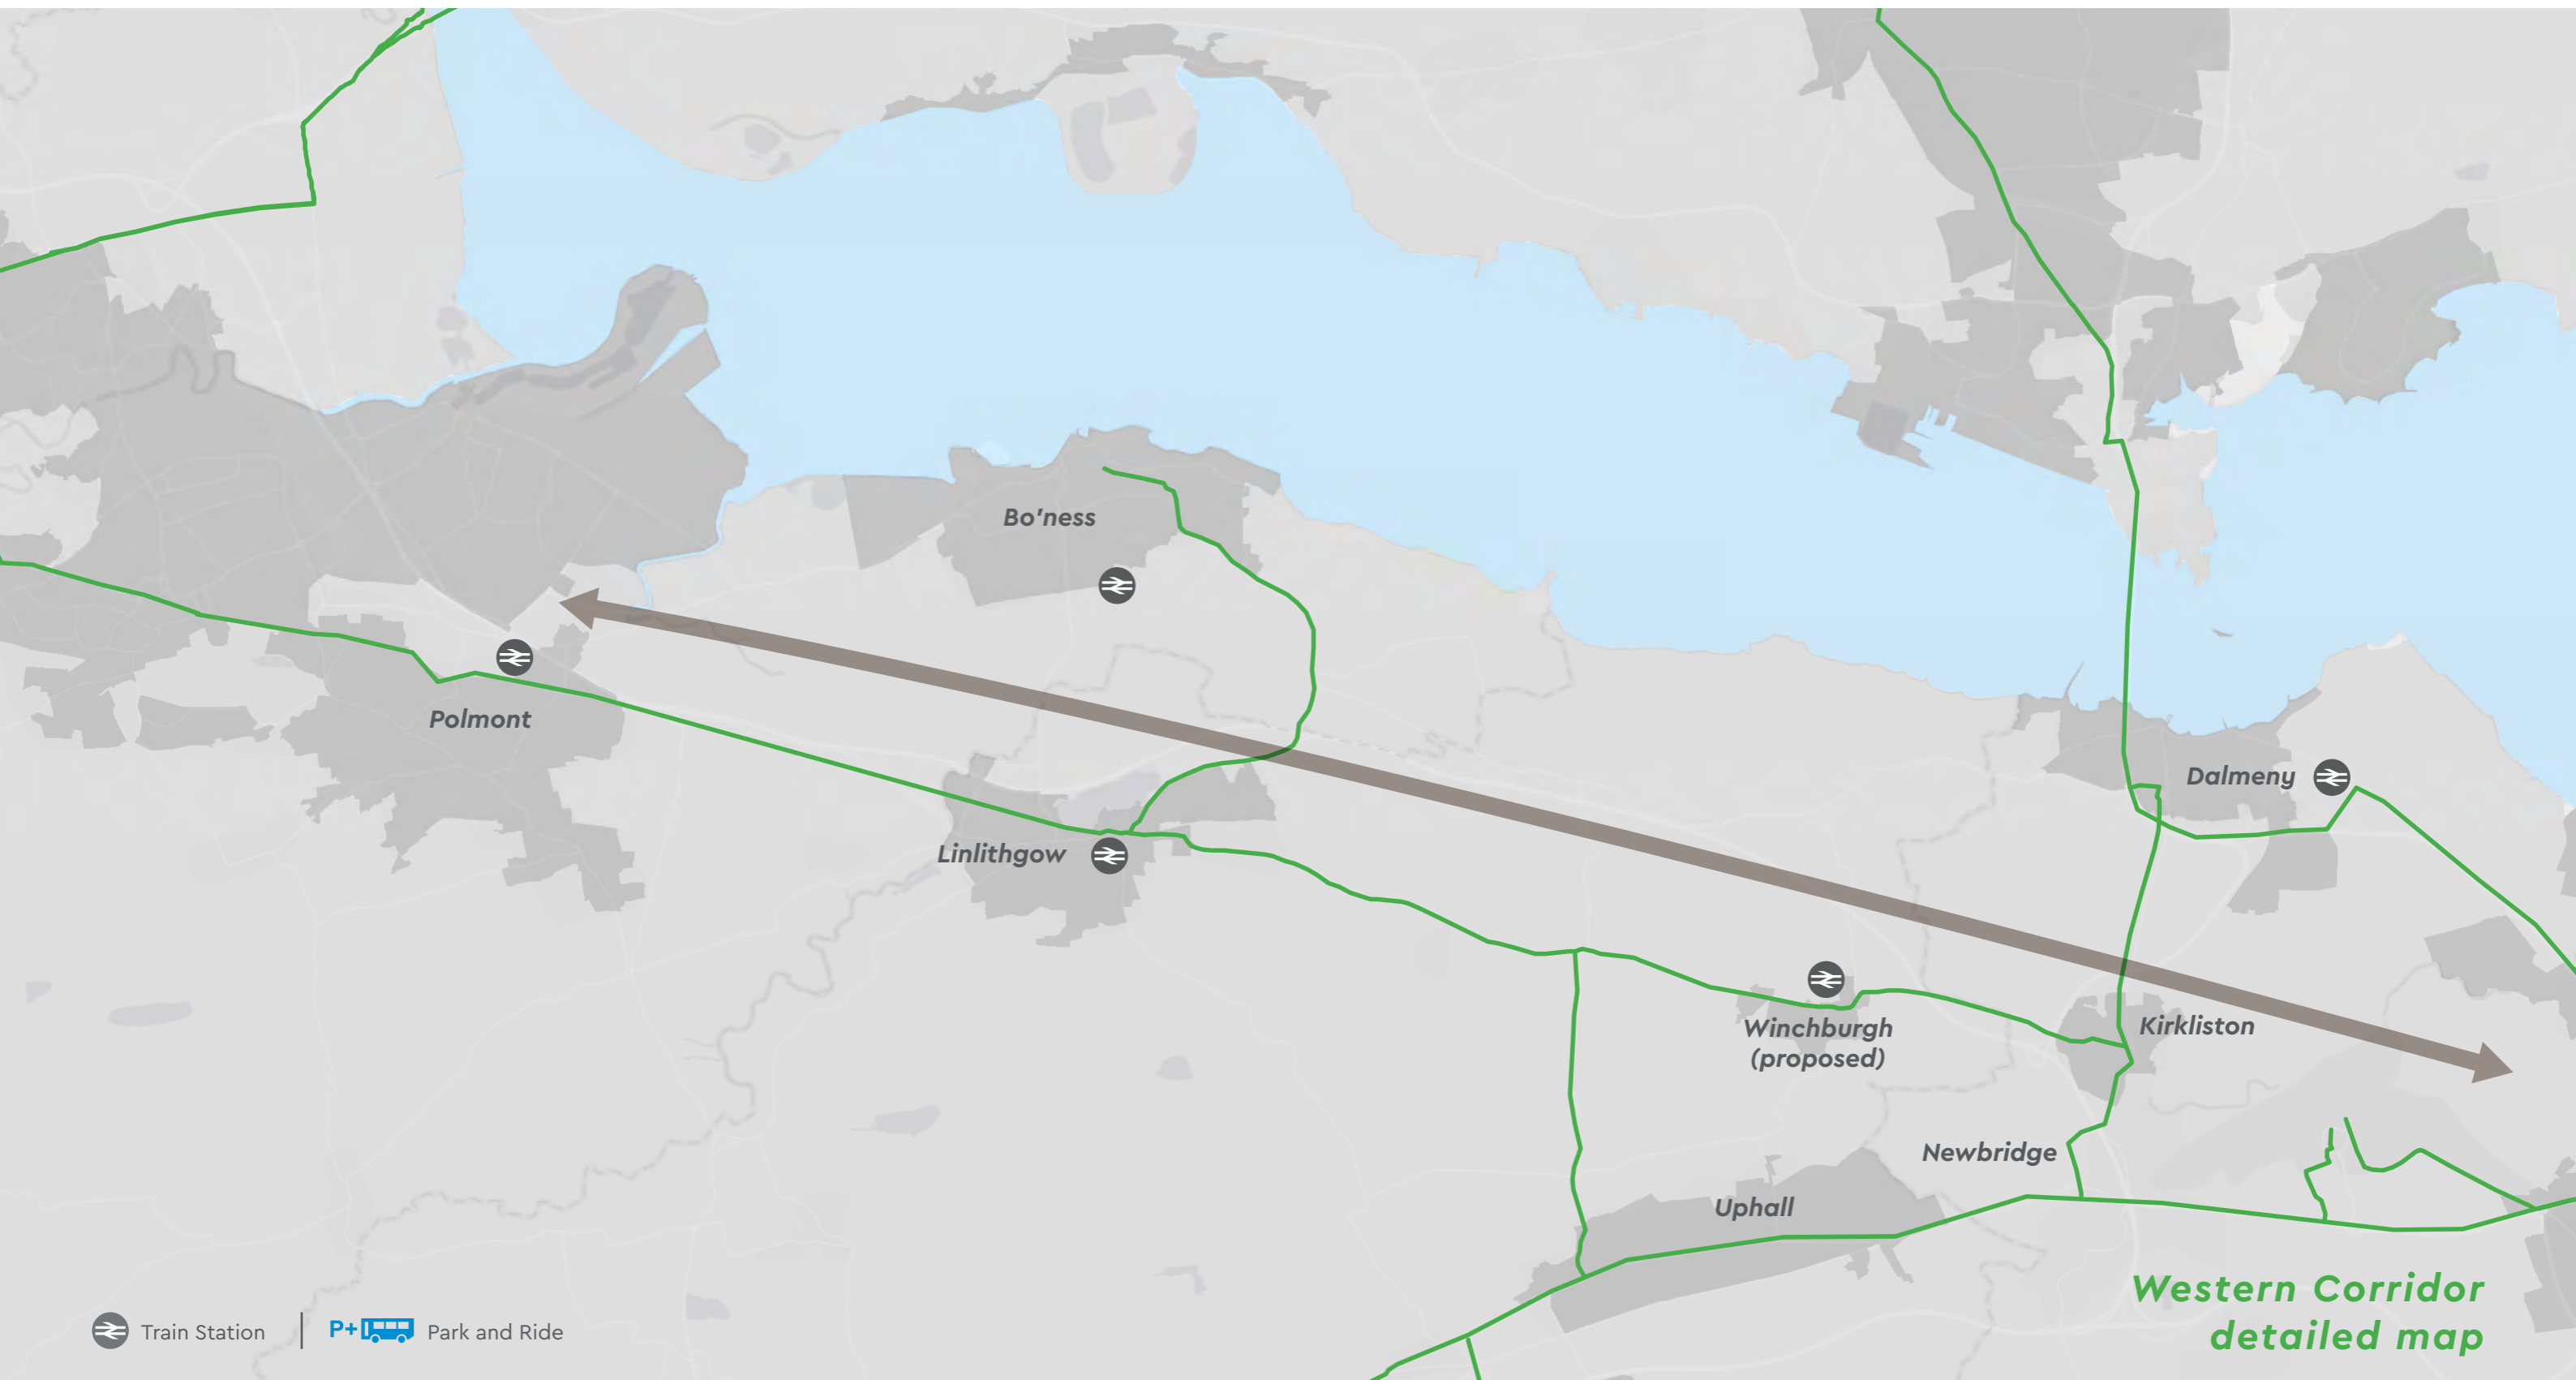 Bo'ness
Polmont
Dalmeny
Linlithgow
Winchburgh
(proposed)
Kirkliston
Newbridge
Uphall
Western Corridor
detailed map
Train Station
P+ Park and Ride